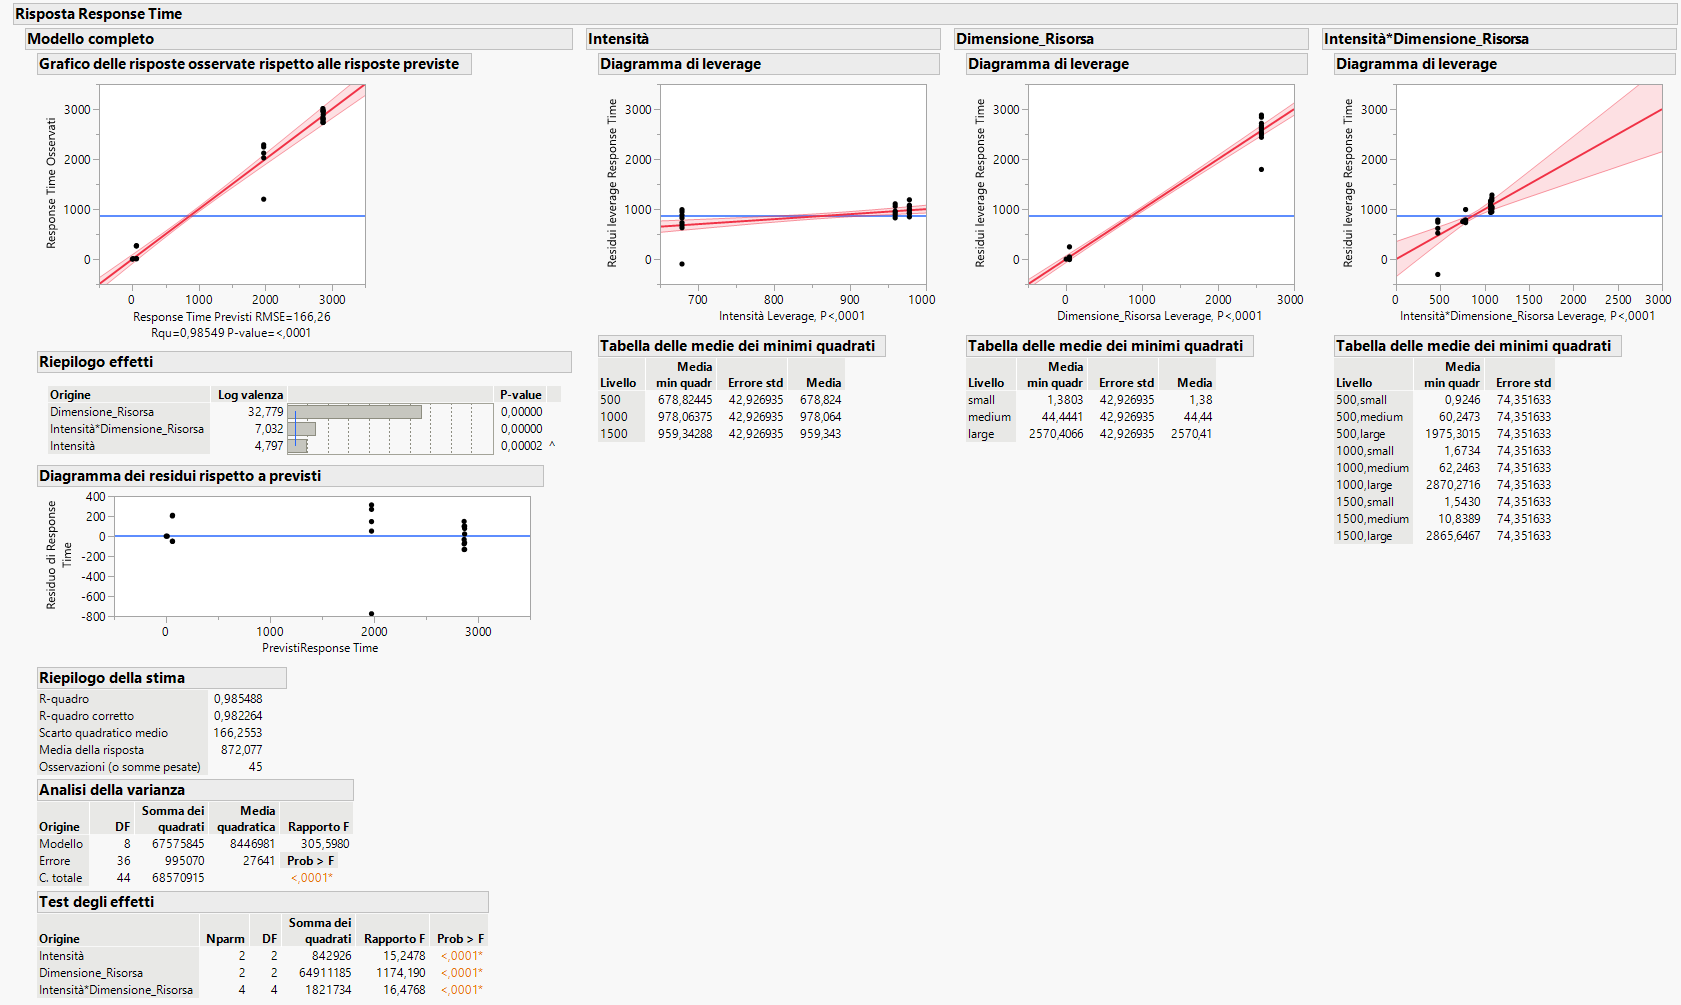 Risposta Response Time
Modello completo
Grafico delle risposte osservate rispetto alle risposte previste
Response Time Osservati
3000
2000
1000
0
0 1000 2000 3000
Response Time Previsti RMSE=166,26
Rqu=0,98549 P-value=<,0001
Riepilogo effetti
Origine Log valenza P-value
Dimensione_Risorsa 32,779 0,00000
Intensità*Dimensione_Risorsa 7,032 0,00000
Intensità 4,797 0,00002 ^
Diagramma dei residui rispetto a previsti
Residuo di Response
Time
400
200
0
-200
-400
-600
-800
0 1000 2000 3000
PrevistiResponse Time
Riepilogo della stima
R-quadro 0,985488
R-quadro corretto 0,982264
Scarto quadratico medio 166,2553
Media della risposta 872,077
Osservazioni (o somme pesate) 45
Analisi della varianza
Somma dei Media
Origine DF quadrati quadratica Rapporto F
Modello 8 67575845 8446981 305,5980
Errore 36 995070 27641 Prob > F
C. totale 44 68570915 <,0001*
Test degli effetti
Somma dei
Origine Nparm DF quadrati Rapporto F Prob > F
Intensità 2 2 842926 15,2478 <,0001*
Dimensione_Risorsa 2 2 64911185 1174,190 <,0001*
Intensità*Dimensione_Risorsa 4 4 1821734 16,4768 <,0001*
Intensità
Diagramma di leverage
Residui leverage Response Time
3000
2000
1000
0
700 800 900 1000
Intensità Leverage, P<,0001
Tabella delle medie dei minimi quadrati
Media
Livello min quadr Errore std Media
500 678,82445 42,926935 678,824
1000 978,06375 42,926935 978,064
1500 959,34288 42,926935 959,343
Dimensione_Risorsa
Diagramma di leverage
Residui leverage Response Time
3000
2000
1000
0
0 1000 2000 3000
Dimensione_Risorsa Leverage, P<,0001
Tabella delle medie dei minimi quadrati
Media
Livello min quadr Errore std Media
small 1,3803 42,926935 1,38
medium 44,4441 42,926935 44,44
large 2570,4066 42,926935 2570,41
Intensità*Dimensione_Risorsa
Diagramma di leverage
Residui leverage Response Time
3000
2000
1000
0
0 500 1000 1500 2000 2500 3000
Intensità*Dimensione_Risorsa Leverage, P<,0001
Tabella delle medie dei minimi quadrati
Media
Livello min quadr Errore std
500,small 0,9246 74,351633
500,medium 60,2473 74,351633
500,large 1975,3015 74,351633
1000,small 1,6734 74,351633
1000,medium 62,2463 74,351633
1000,large 2870,2716 74,351633
1500,small 1,5430 74,351633
1500,medium 10,8389 74,351633
1500,large 2865,6467 74,351633